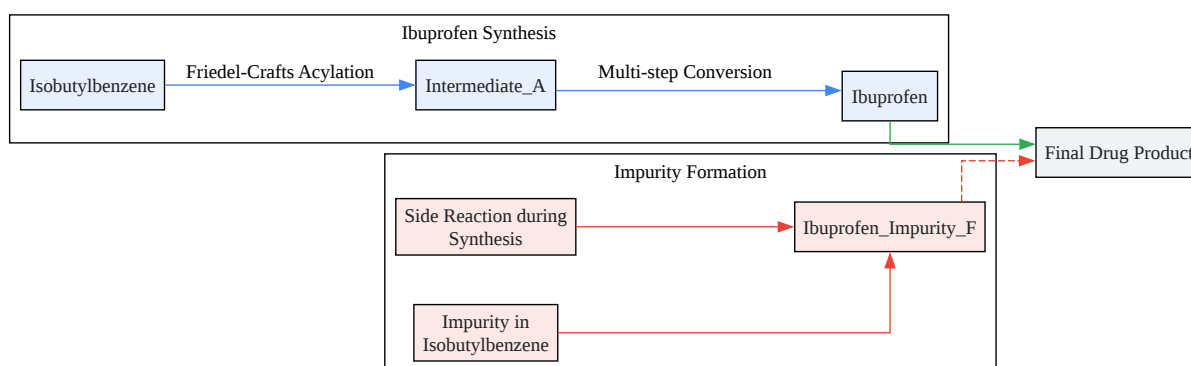 Ibuprofen Synthesis
Isobutylbenzene
Friedel-Crafts Acylation
Intermediate_A
Multi-step Conversion
Ibuprofen
Final Drug Product
Impurity Formation
Side Reaction during
Synthesis
Ibuprofen_Impurity_F
Impurity in
Isobutylbenzene